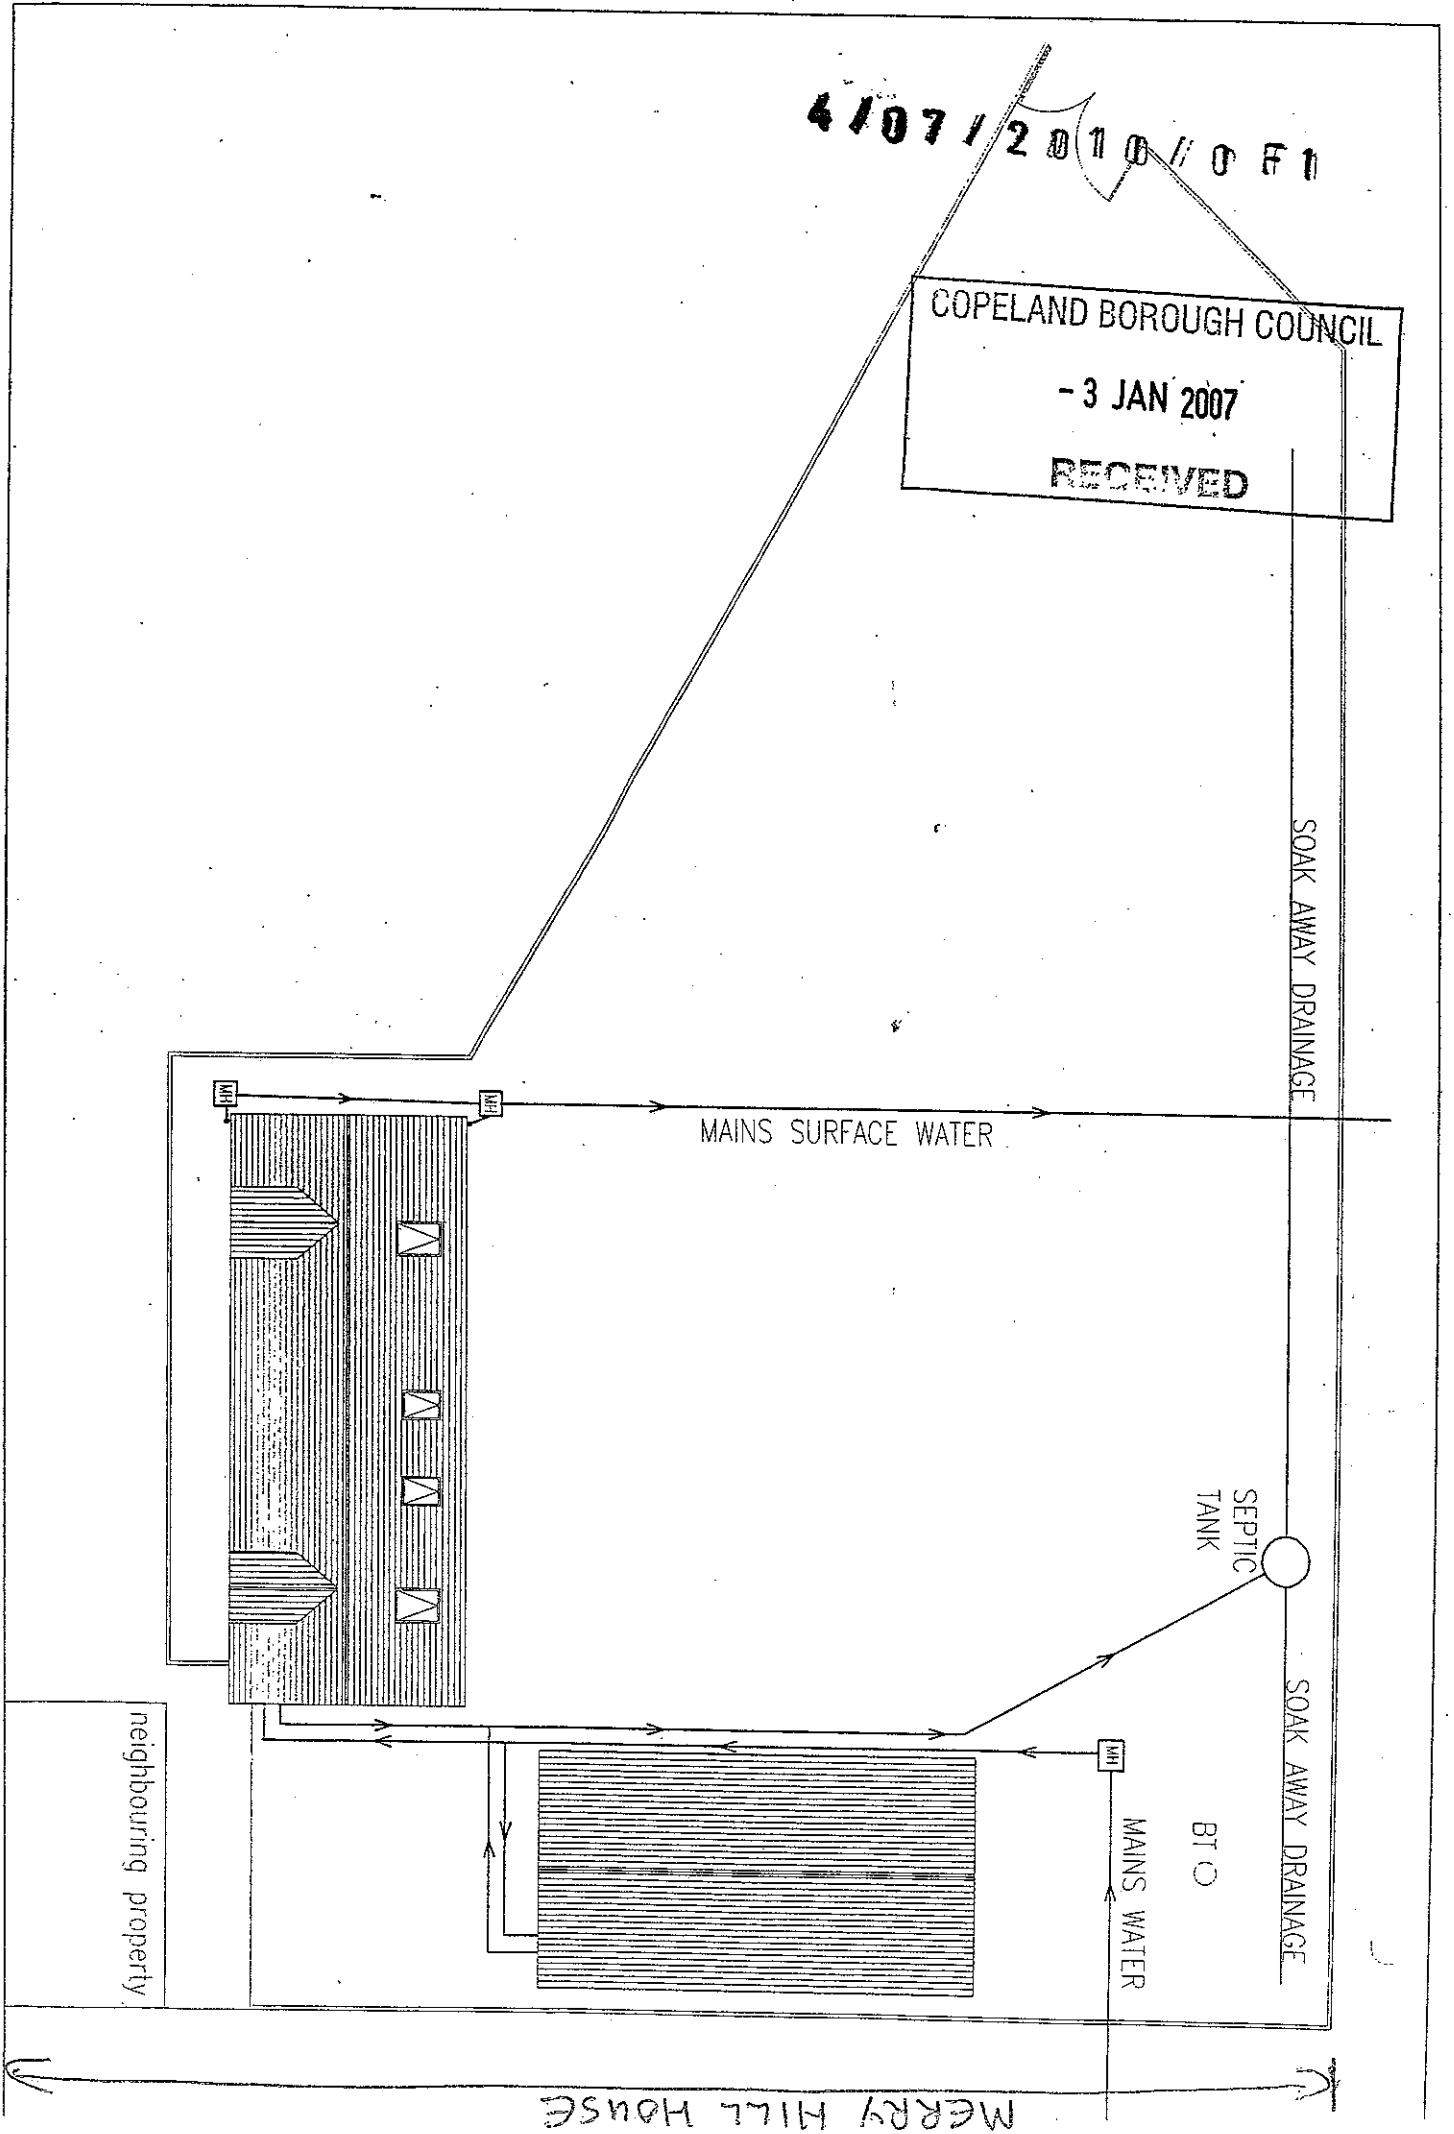 4/07/2010/0F1
COPELAND BOROUGH COUNCIL
- 3 JAN 2007
RECEIVED
SOAK AWAY DRAINAGE
MH
MH
MAINS SURFACE WATER
SEPTIC
TANK
SOAK AWAY DRAINAGE
MH
BT
MAINS WATER
neighbouring property
MERRY HILL HOUSE